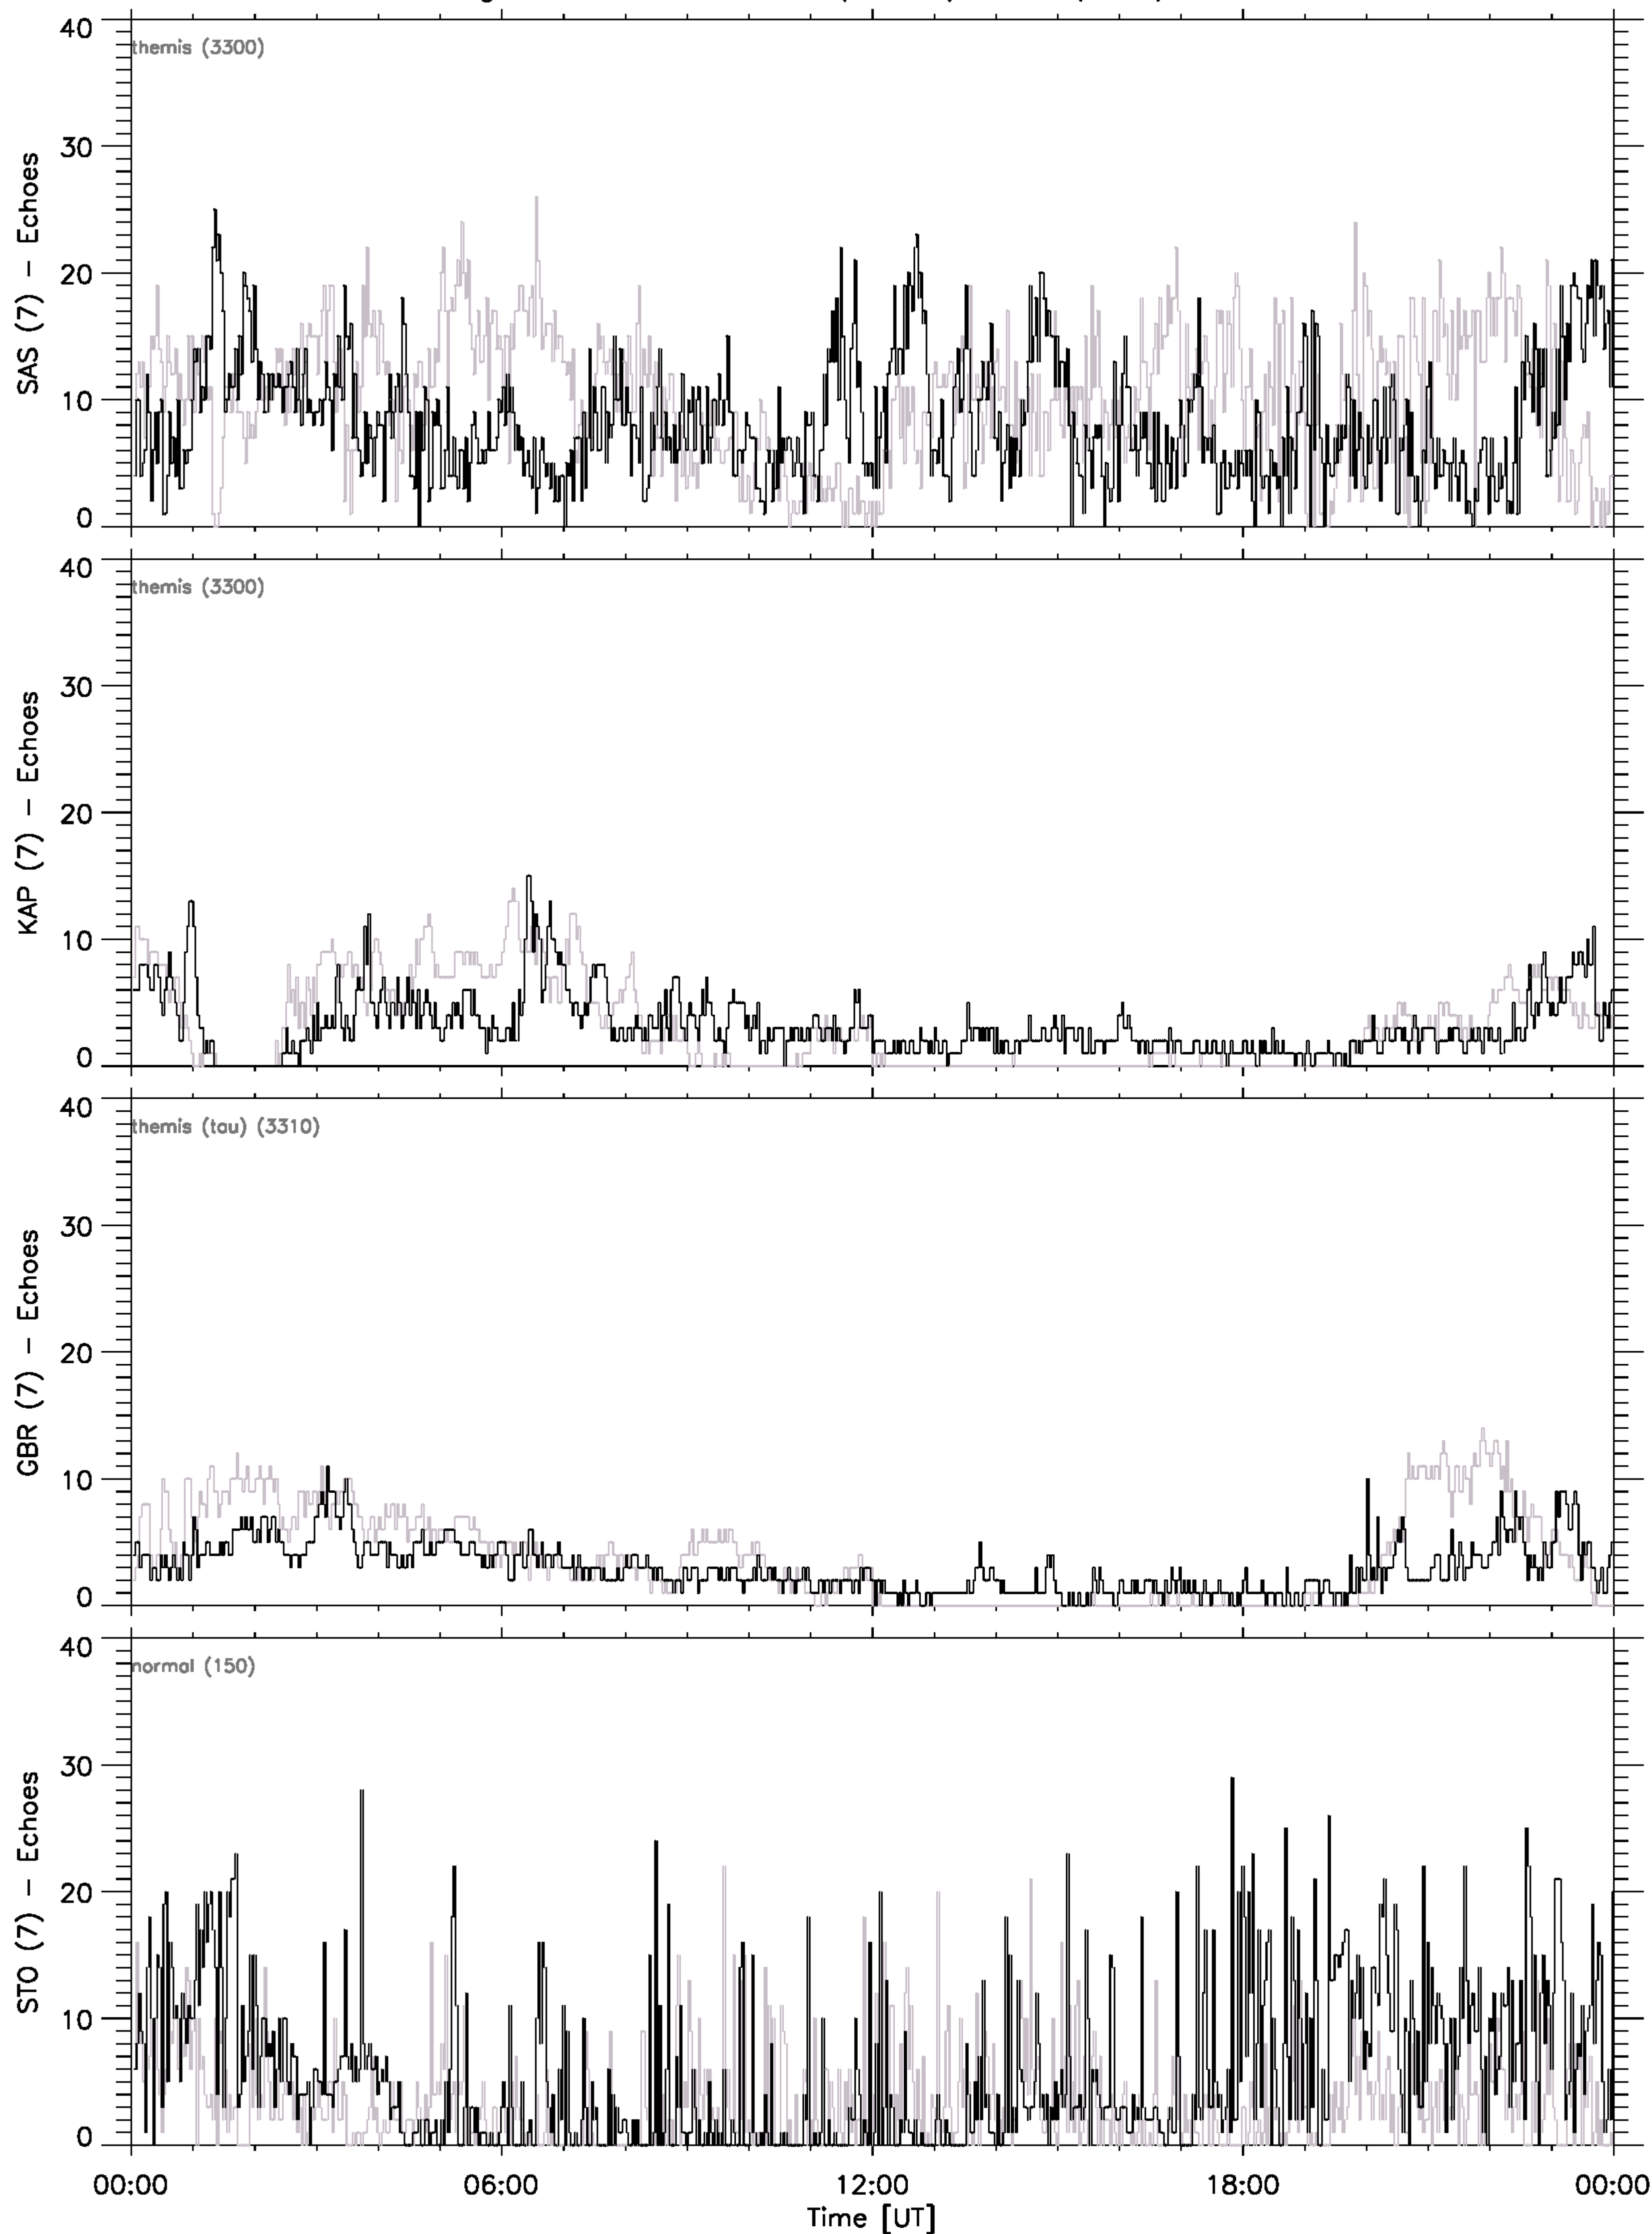 40
themis (3300)
30
SAS (7) – Echoes
20
10
0
40
themis (3300)
30
KAP (7) – Echoes
20
10
0
40
themis (tau) (3310)
30
GBR (7) – Echoes
20
10
0
40
normal (150)
30
STO (7) – Echoes
20
10
0
00:00 06:00 12:00 18:00 00:00
Time [UT]